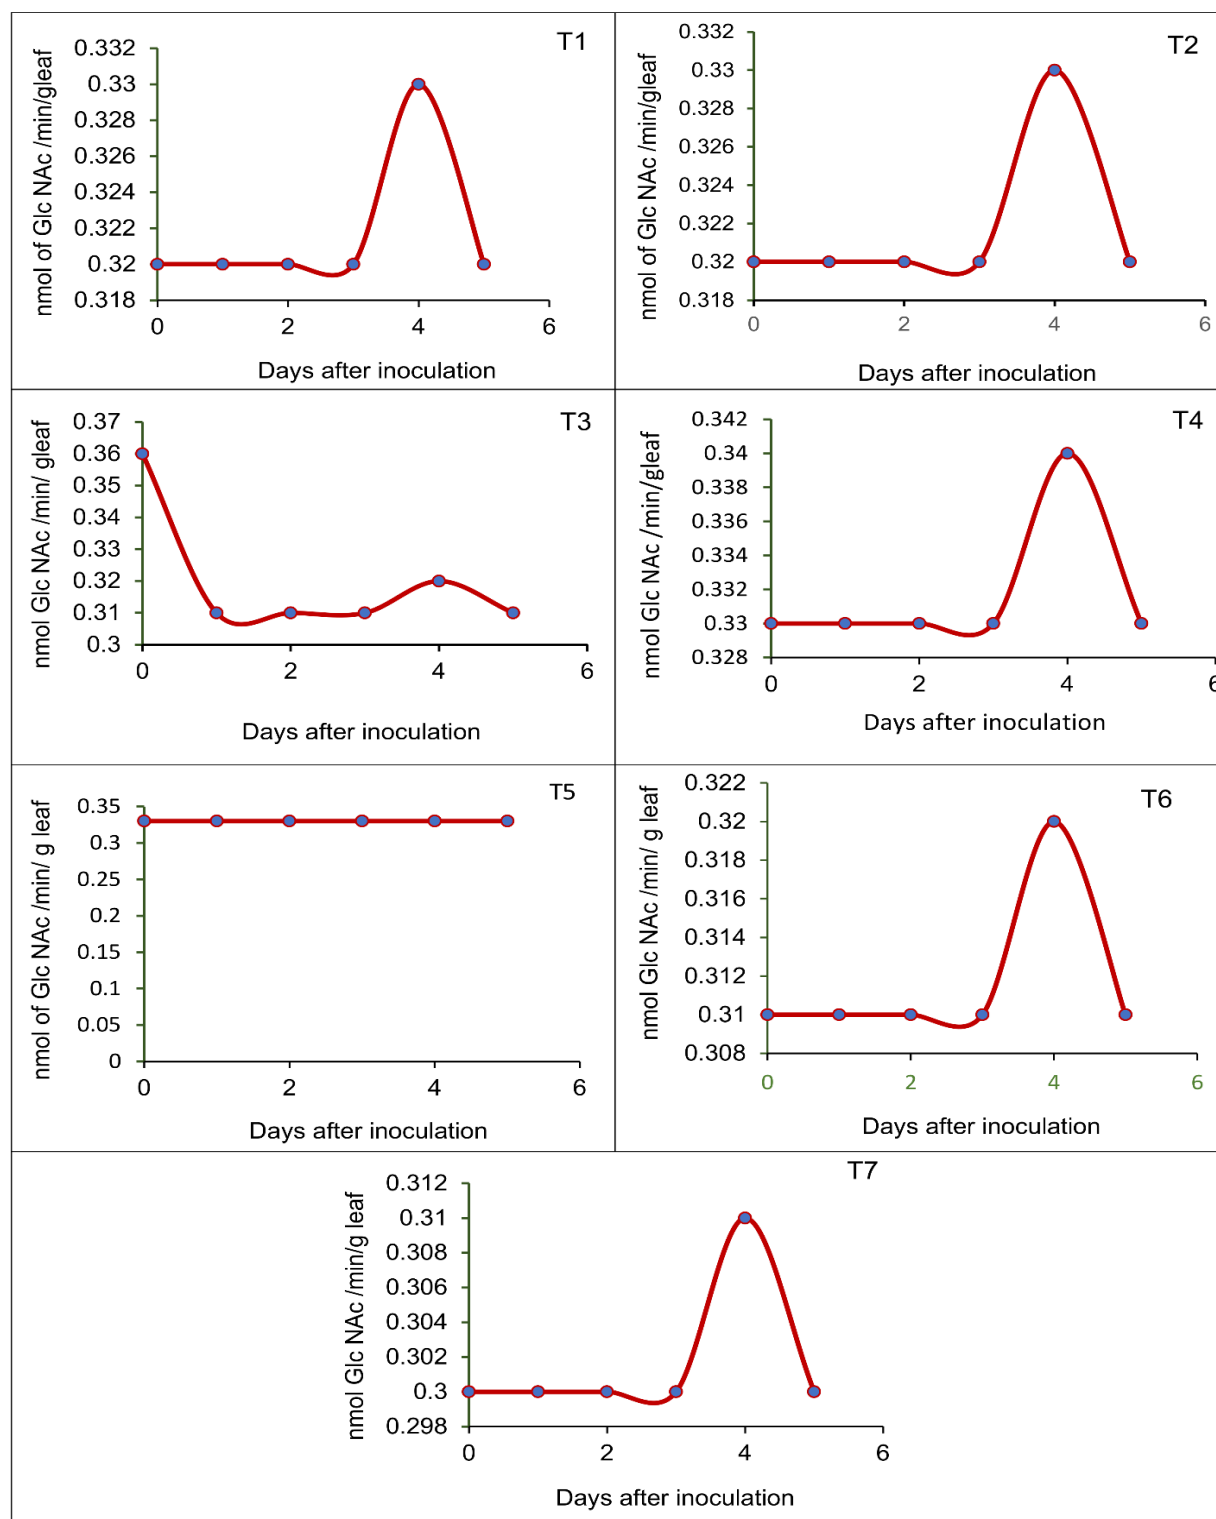 T1
nmol of Glc NAc /min/gleaf
0.332
0.33
0.328
0.326
0.324
0.322
0.32
0.318
0 2 4 6
Days after inoculation
T2
nmol of Glc NAc /min/gleaf
0.332
0.33
0.328
0.326
0.324
0.322
0.32
0.318
0 2 4 6
Days after inoculation
T3
nmol Glc NAc /min/ gleaf
0.37
0.36
0.35
0.34
0.33
0.32
0.31
0.3
0 2 4 6
Days after inoculation
T4
nmol Glc NAc /min/gleaf
0.342
0.34
0.338
0.336
0.334
0.332
0.33
0.328
0 2 4 6
Days after inoculation
T5
nmol of Glc NAc /min/ g leaf
0.35
0.3
0.25
0.2
0.15
0.1
0.05
0
0 2 4 6
Days after inoculation
T6
nmol Glc NAc /min/ g leaf
0.322
0.32
0.318
0.316
0.314
0.312
0.31
0.308
0 2 4 6
Days after inoculation
T7
nmol Glc NAc /min/g leaf
0.312
0.31
0.308
0.306
0.304
0.302
0.3
0.298
0 2 4 6
Days after inoculation